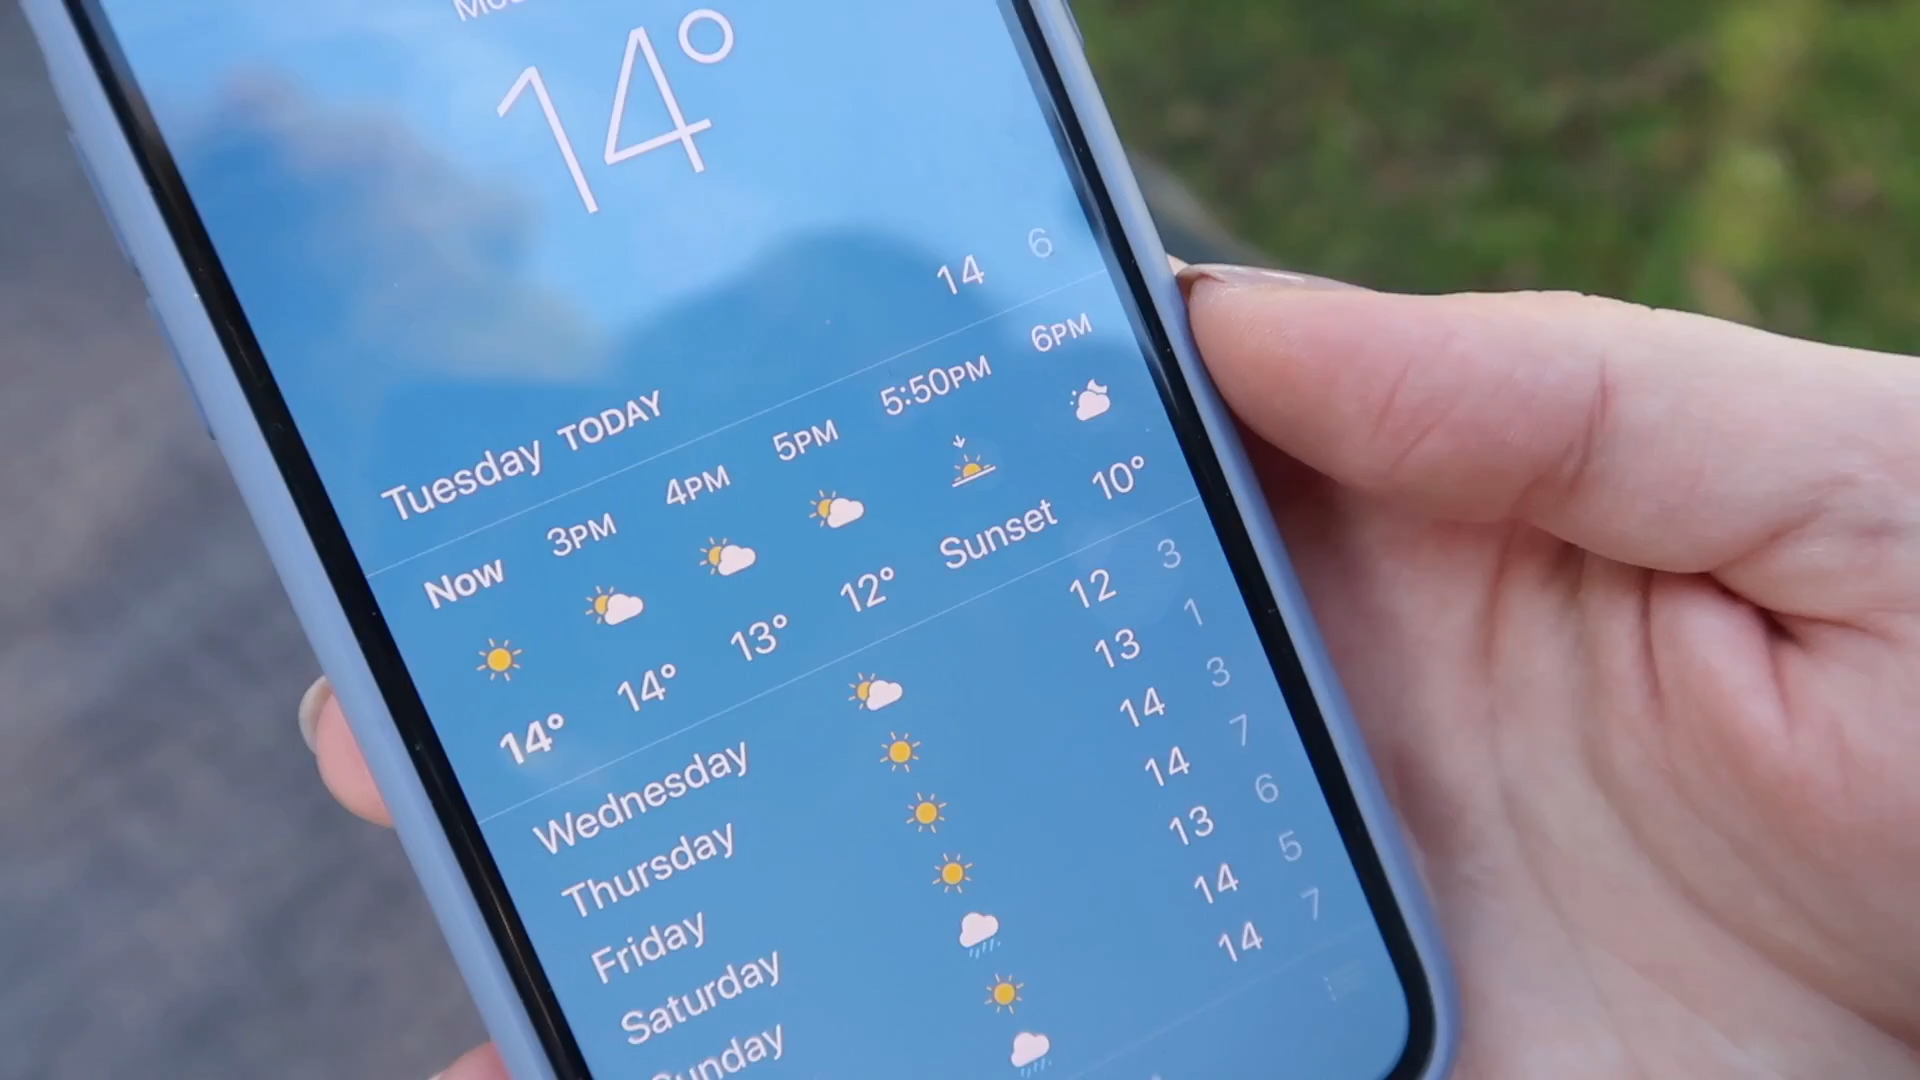 14°
Tuesday TODAY 14 6
Now 3PM 4PM 5PM 5:50PM 6PM
14° 14° 13° 12° Sunset 10°
Wednesday 12 3
Thursday 13 1
Friday 14 3
Saturday 14 7
Sunday 13 6
14 5
14 7